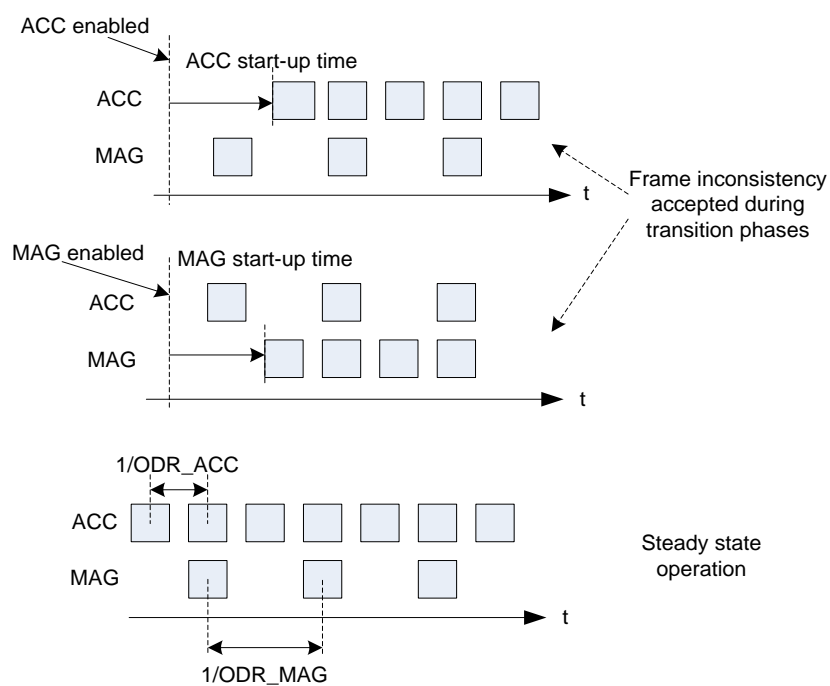 ACC enabled
ACC start-up time
ACC
MAG
t
Frame inconsistency
accepted during
transition phases
MAG enabled
MAG start-up time
ACC
MAG
t
1/ODR_ACC
ACC
MAG
t
1/ODR_MAG
Steady state
operation